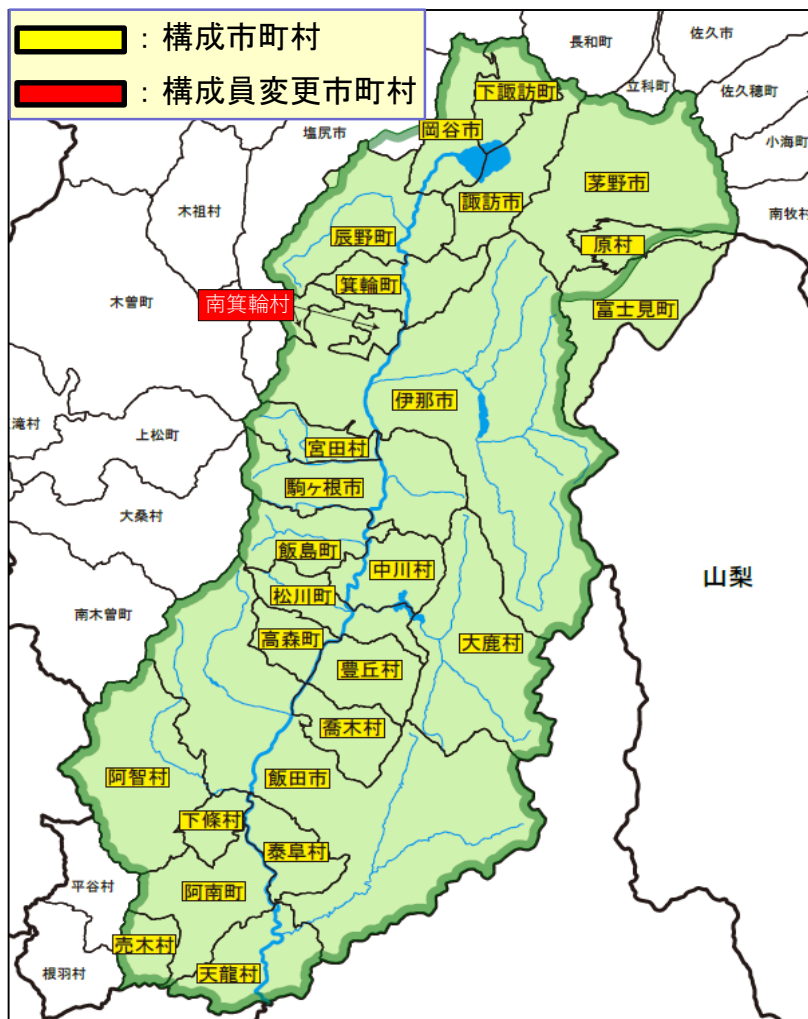 ：構成市町村
：構成員変更市町村
長和町
佐久市
立科町
佐久穂町
下諏訪町
塩尻市
岡谷市
小海町
茅野市
木祖村
諏訪市
南牧村
辰野町
原村
箕輪町
木曽町
南箕輪村
富士見町
伊那市
滝村
上松町
宮田村
駒ヶ根市
大桑村
飯島町
中川村
山梨
松川町
南木曽町
高森町
大鹿村
豊丘村
喬木村
阿智村
飯田市
下條村
泰阜村
平谷村
阿南町
売木村
根羽村
天龍村